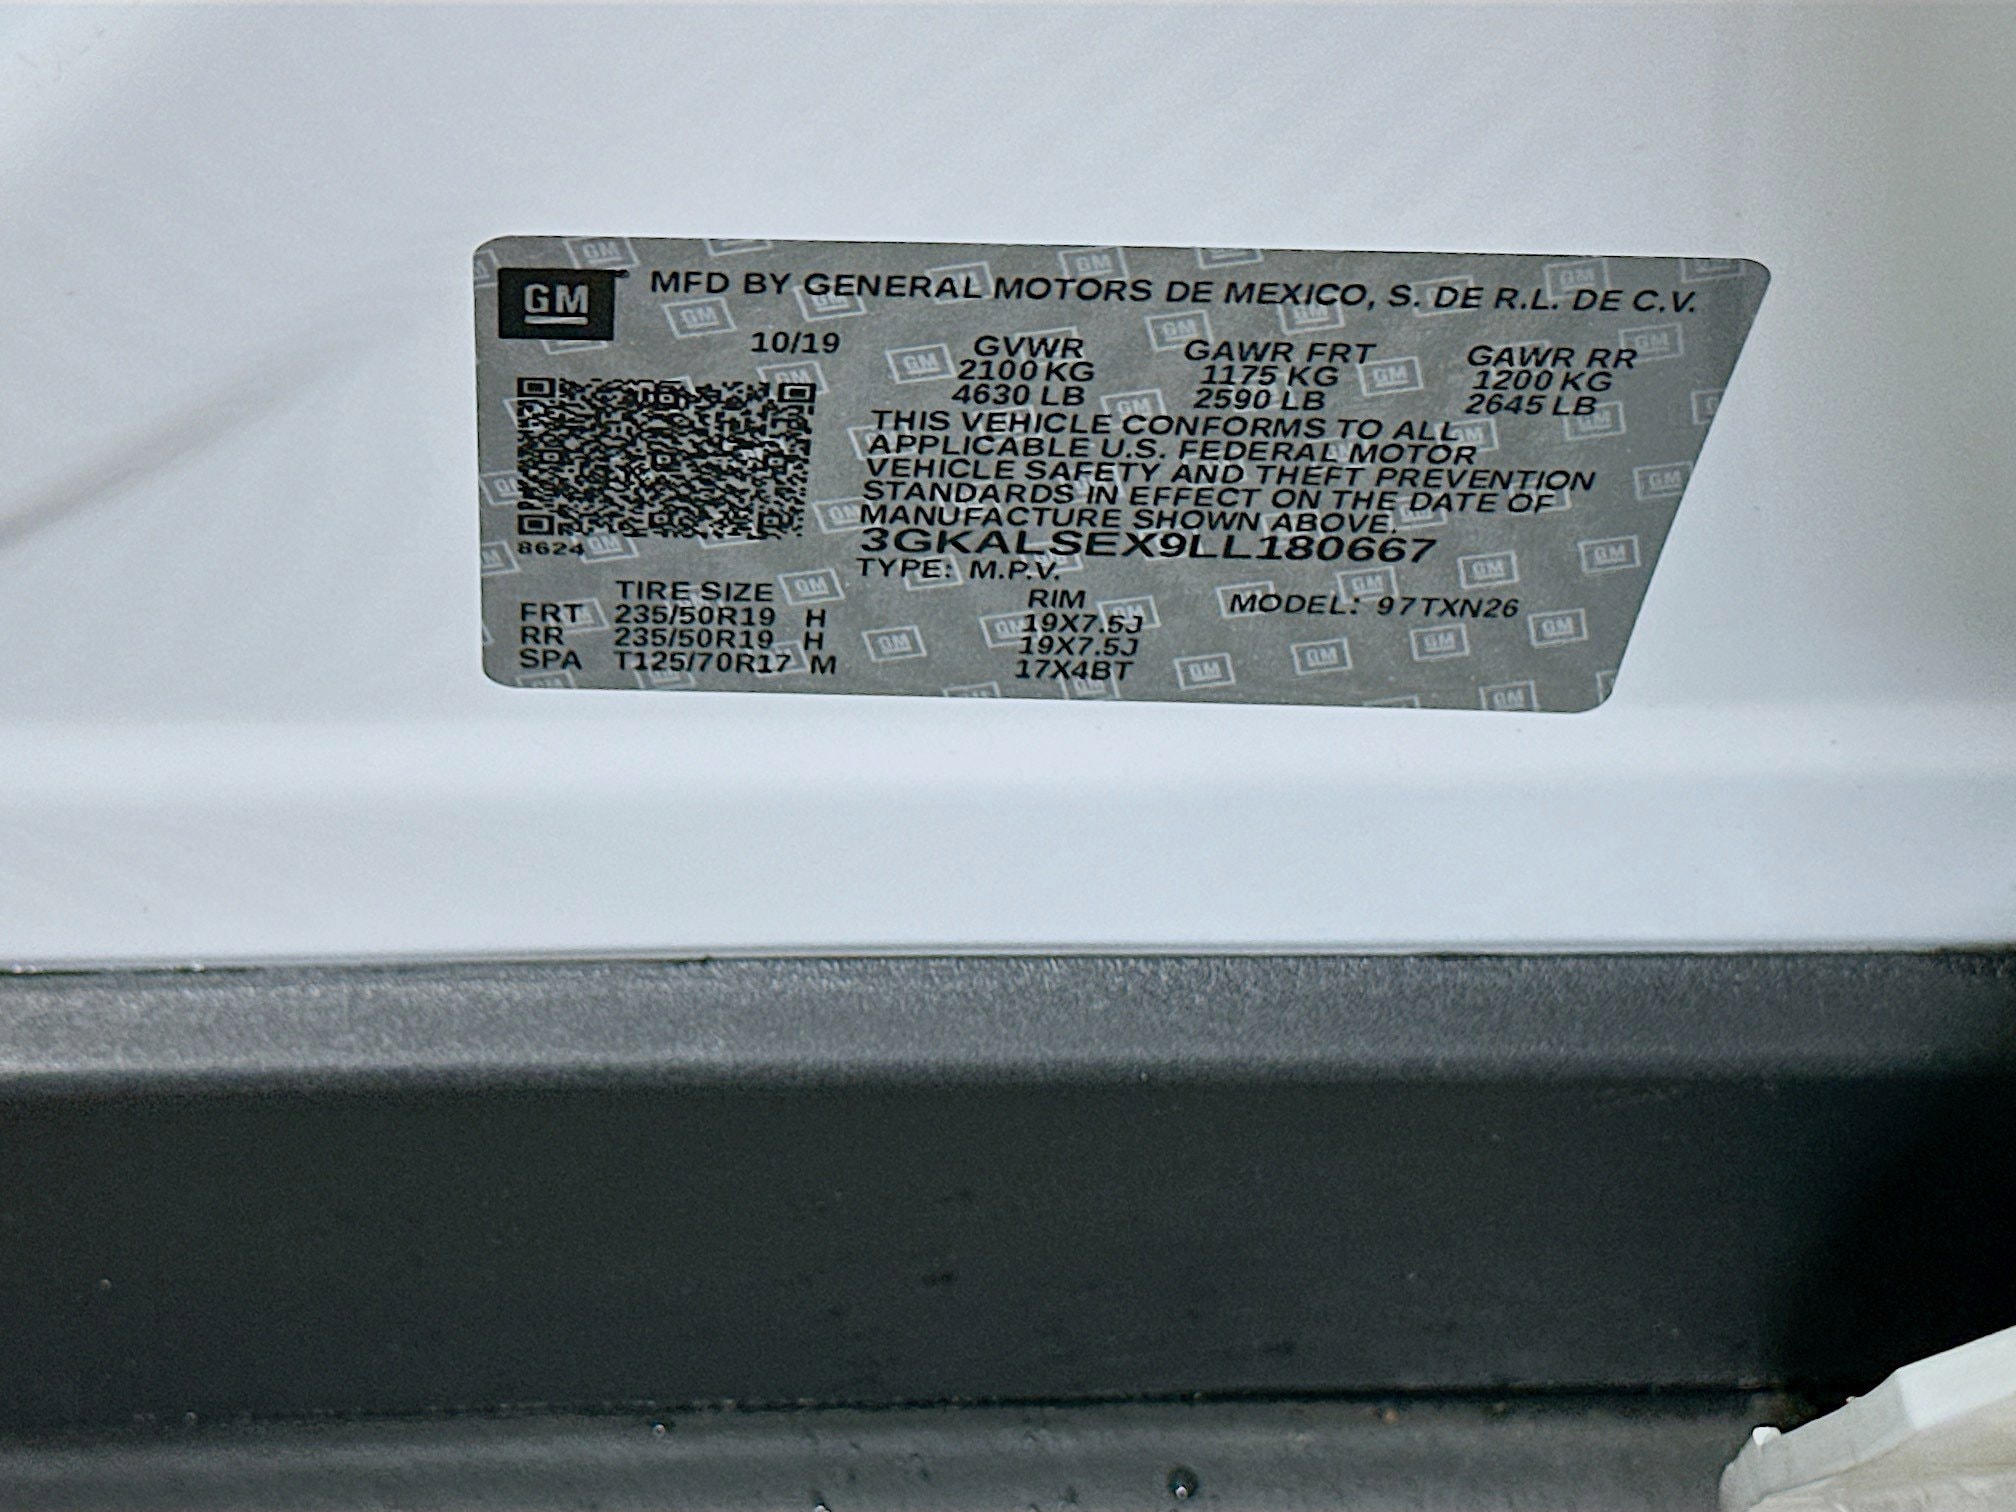 GM MFD BY GENERAL MOTORS DE MEXICO, S. DE R.L. DE C.V.
10/19 GVWR GAWR FRT GAWR RR
2100 KG 1175 KG 1200 KG
4630 LB 2590 LB 2645 LB
THIS VEHICLE CONFORMS TO ALL
APPLICABLE U.S. FEDERAL MOTOR
VEHICLE SAFETY AND THEFT PREVENTION
STANDARDS IN EFFECT ON THE DATE OF
MANUFACTURE SHOWN ABOVE.
8624 3GKALSEX9LL180667
TYPE: M.P.V.
TIRE SIZE RIM MODEL: 97TXN26
FRT 235/50R19 H 19X7.5J
RR 235/50R19 H 19X7.5J
SPA T125/70R17 M 17X4BT